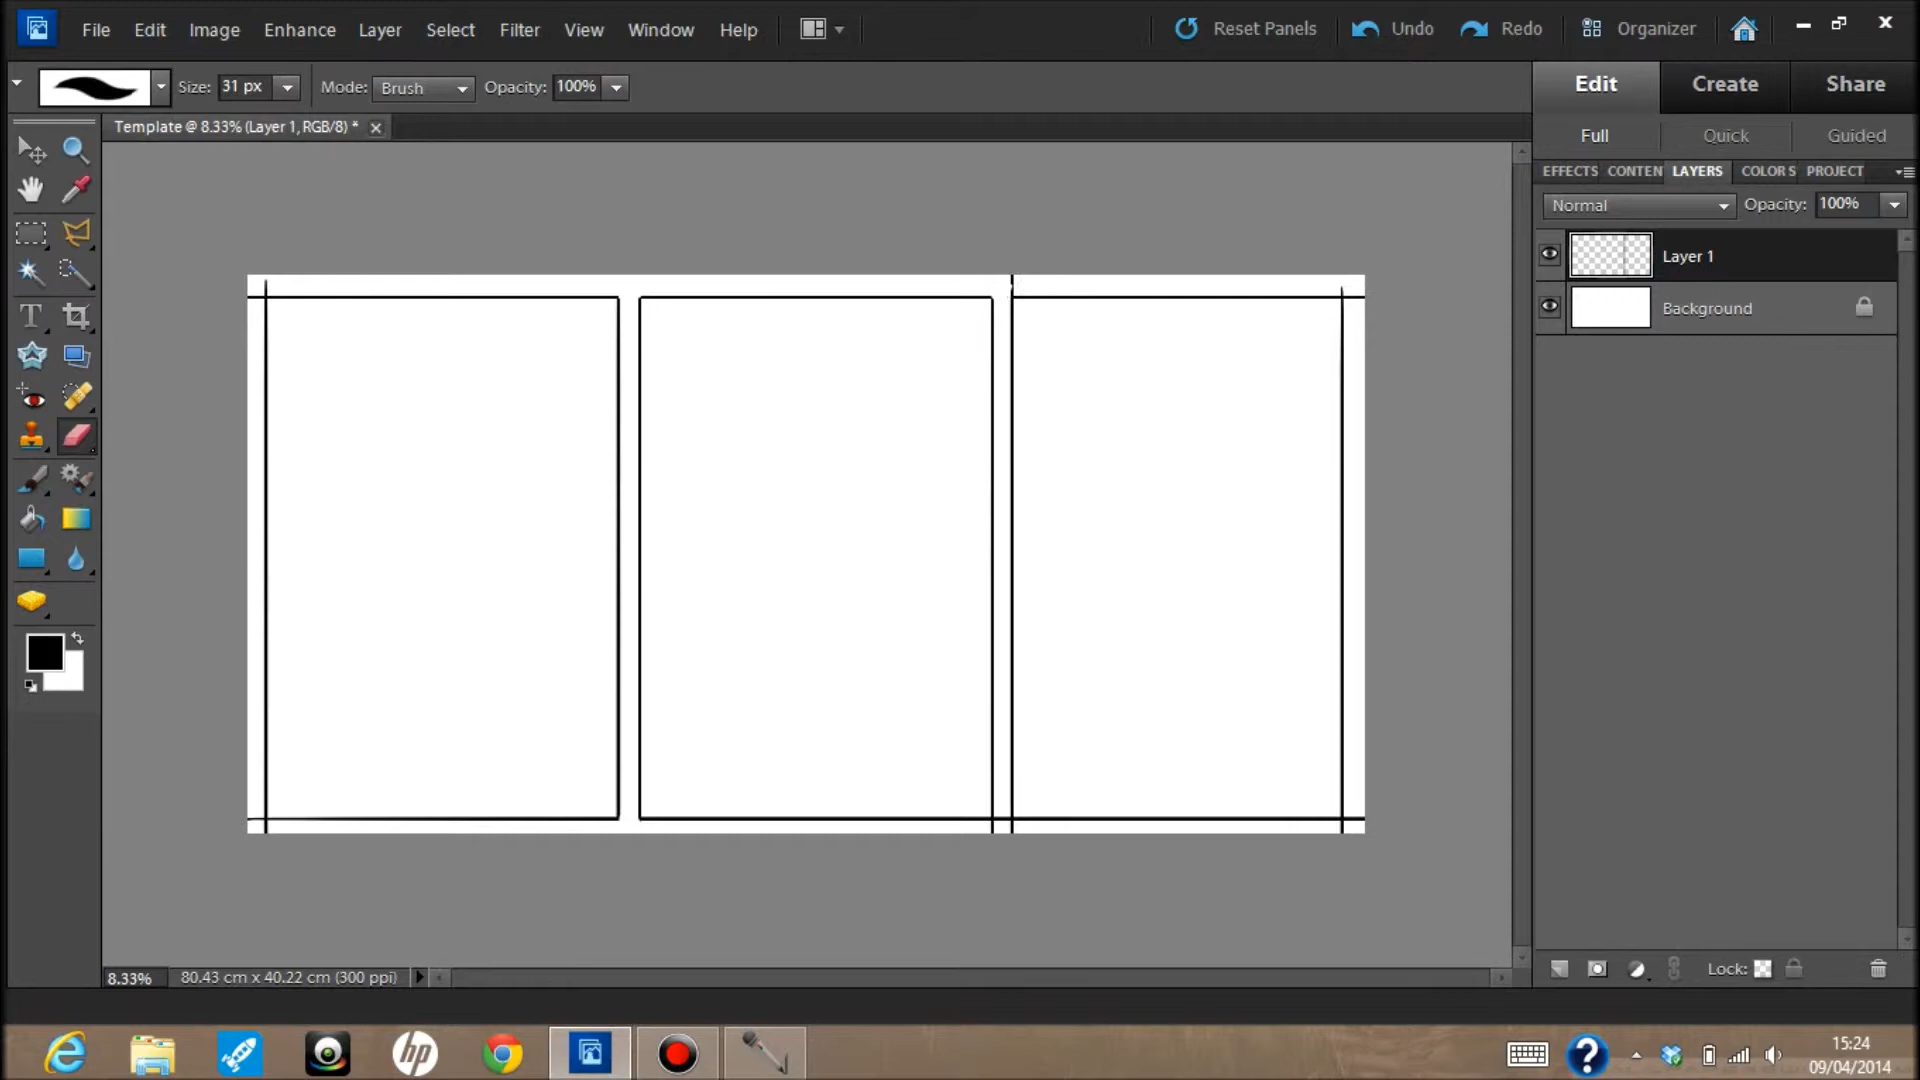 File Edit Image Enhance Layer Select Filter View Window Help Reset Panels Undo Redo Organizer
Size: 31 px Mode: Brush Opacity: 100%
Edit Create Share
Template @ 8.33% (Layer 1, RGB/8) *
Full Quick Guided
EFFECTS CONTEN LAYERS COLORS PROJECT
Normal Opacity: 100%
Layer 1
Background
Lock:
8.33% 80.43 cm x 40.22 cm (300 ppi)
hp
15:24
09/04/2014